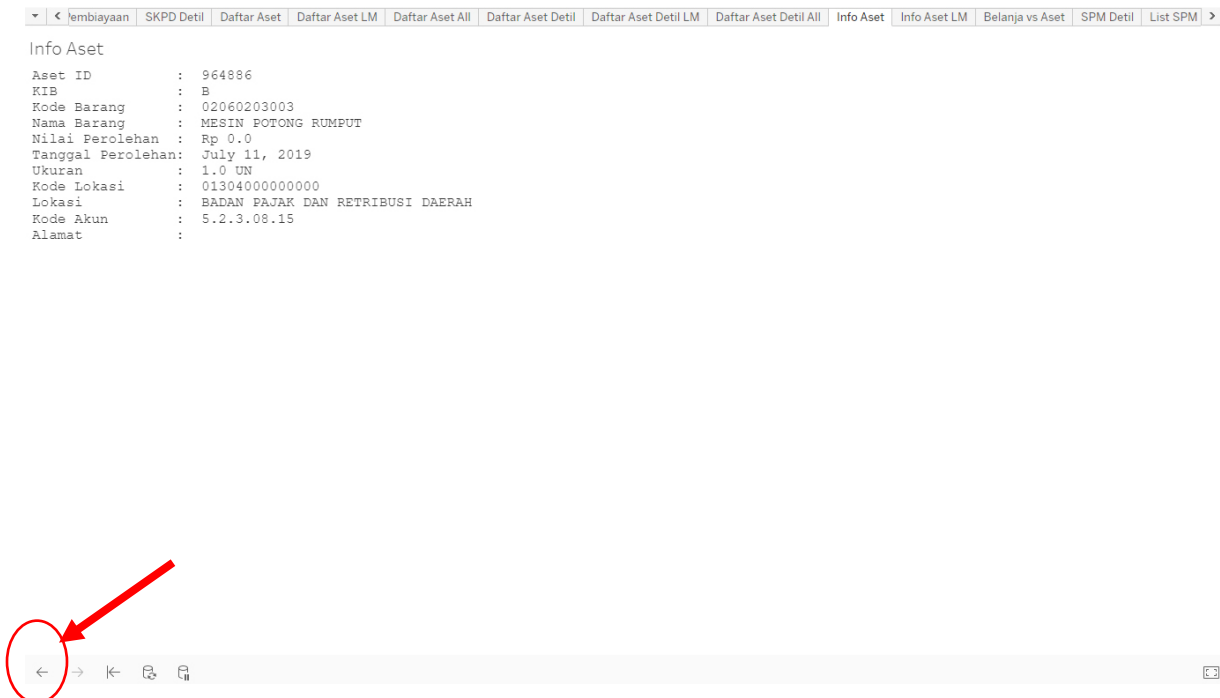 Pembiayaan SKPD Detil Daftar Aset Daftar Aset LM Daftar Aset All Daftar Aset Detil Daftar Aset Detil LM Daftar Aset Detil All Info Aset Info Aset LM Belanja vs Aset SPM Detil List SPM
Info Aset
Aset ID : 964886
KIB : B
Kode Barang : 02060203003
Nama Barang : MESIN POTONG RUMPUT
Nilai Perolehan : Rp 0.0
Tanggal Perolehan: July 11, 2019
Ukuran : 1.0 UN
Kode Lokasi : 01304000000000
Lokasi : BADAN PAJAK DAN RETRIBUSI DAERAH
Kode Akun : 5.2.3.08.15
Alamat :